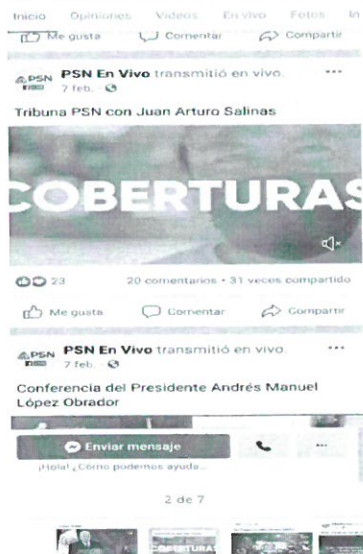 Inicio Opiniones Videos En vivo Fotos In
Me gusta Comentar Compartir
PSN PSN En Vivo transmitió en vivo.
7 feb.
Tribuna PSN con Juan Arturo Salinas
COBERTURAS
23 20 comentarios • 31 veces compartido
Me gusta Comentar Compartir
PSN PSN En Vivo transmitió en vivo.
7 feb.
Conferencia del Presidente Andrés Manuel
López Obrador
Enviar mensaje
¡Hola! ¿Cómo podemos ayuda...
2 de 7
COBERTURAS